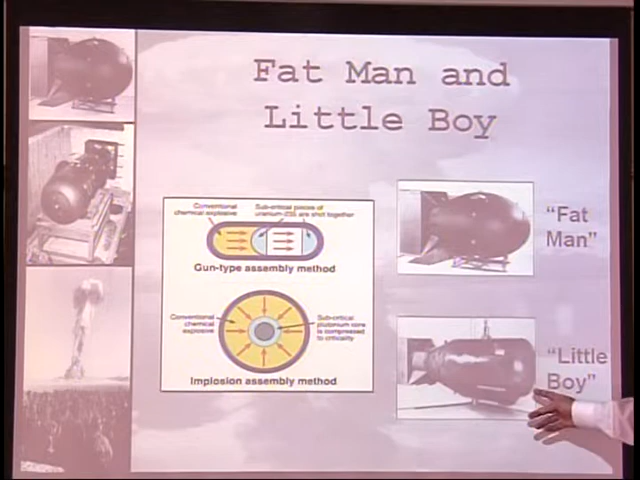 Fat Man and
Little Boy
Conventional
chemical explosive
Sub-critical pieces of
uranium-235 are shot together
Gun-type assembly method
Conventional
chemical
explosive
Sub-critical
plutonium core
is compressed
to criticality
Implosion assembly method
"Fat
Man"
"Little
Boy"